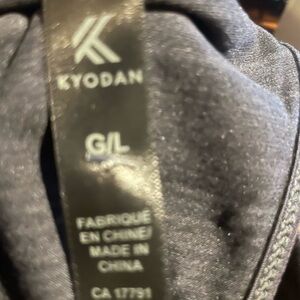 KYODAN
G/L
FABRIQUÉ
EN CHINE/
MADE IN
CHINA
CA 17791